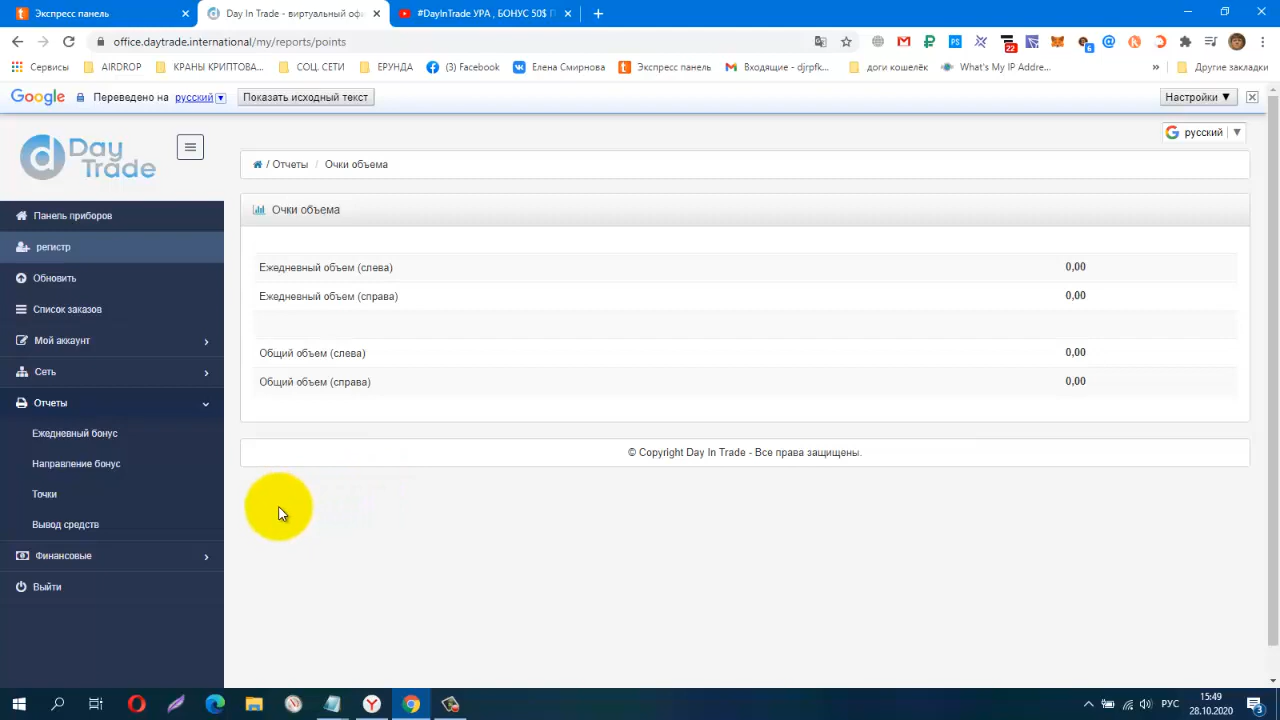 Экспресс панель
Day In Trade - виртуальный офи
#DayInTrade УРА , БОНУС 50$ П
office.daytrade.international/my/reports/points
22
6
Сервисы
AIRDROP
КРАНЫ КРИПТОВА...
СОЦ СЕТИ
ЕРУНДА
(3) Facebook
Елена Смирнова
Экспресс панель
Входящие - djrpfk...
доги кошелёк
What's My IP Addre...
»
Другие закладки
Google
Переведено на
русский
Показать исходный текст
Настройки ▼
Day Trade
русский
/ Отчеты / Очки объема
Очки объема
Ежедневный объем (слева) 0,00
Ежедневный объем (справа) 0,00
Общий объем (слева) 0,00
Общий объем (справа) 0,00
© Copyright Day In Trade - Все права защищены.
Панель приборов
регистр
Обновить
Список заказов
Мой аккаунт
Сеть
Отчеты
Ежедневный бонус
Направление бонус
Точки
Вывод средств
Финансовые
Выйти
РУС
15:49
28.10.2020
3